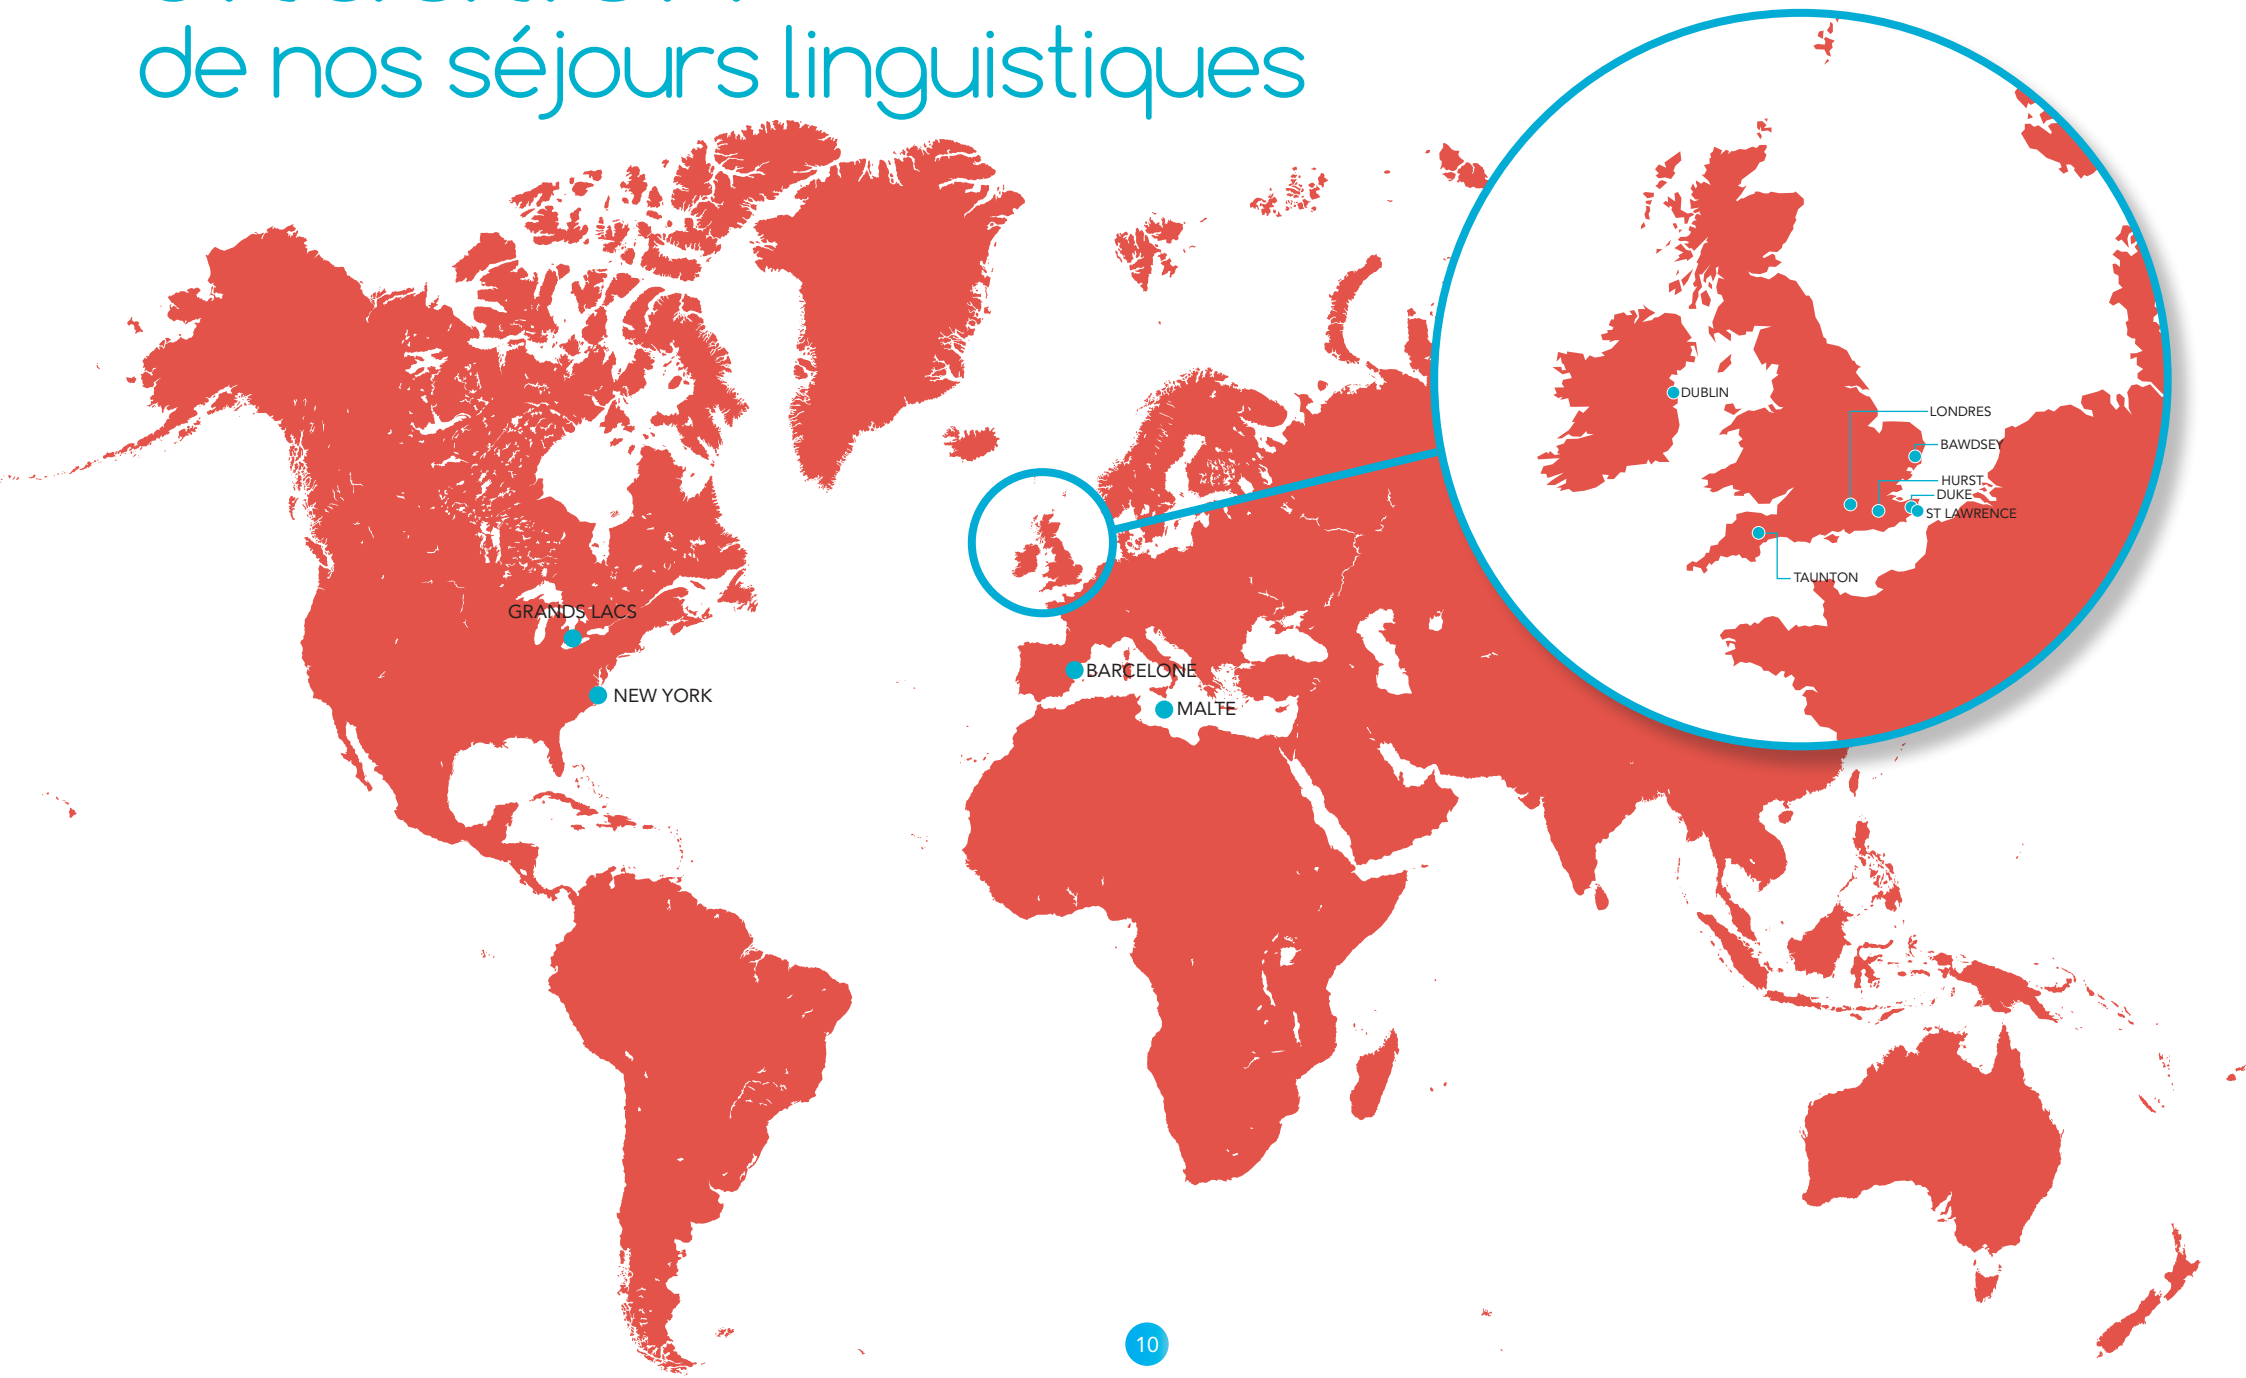 de nos séjours linguistiques
DUBLIN
LONDRES
BAWDSEY
HURST
DUKE
ST LAWRENCE
TAUNTON
GRANDS LACS
NEW YORK
BARCELONE
MALTE
10